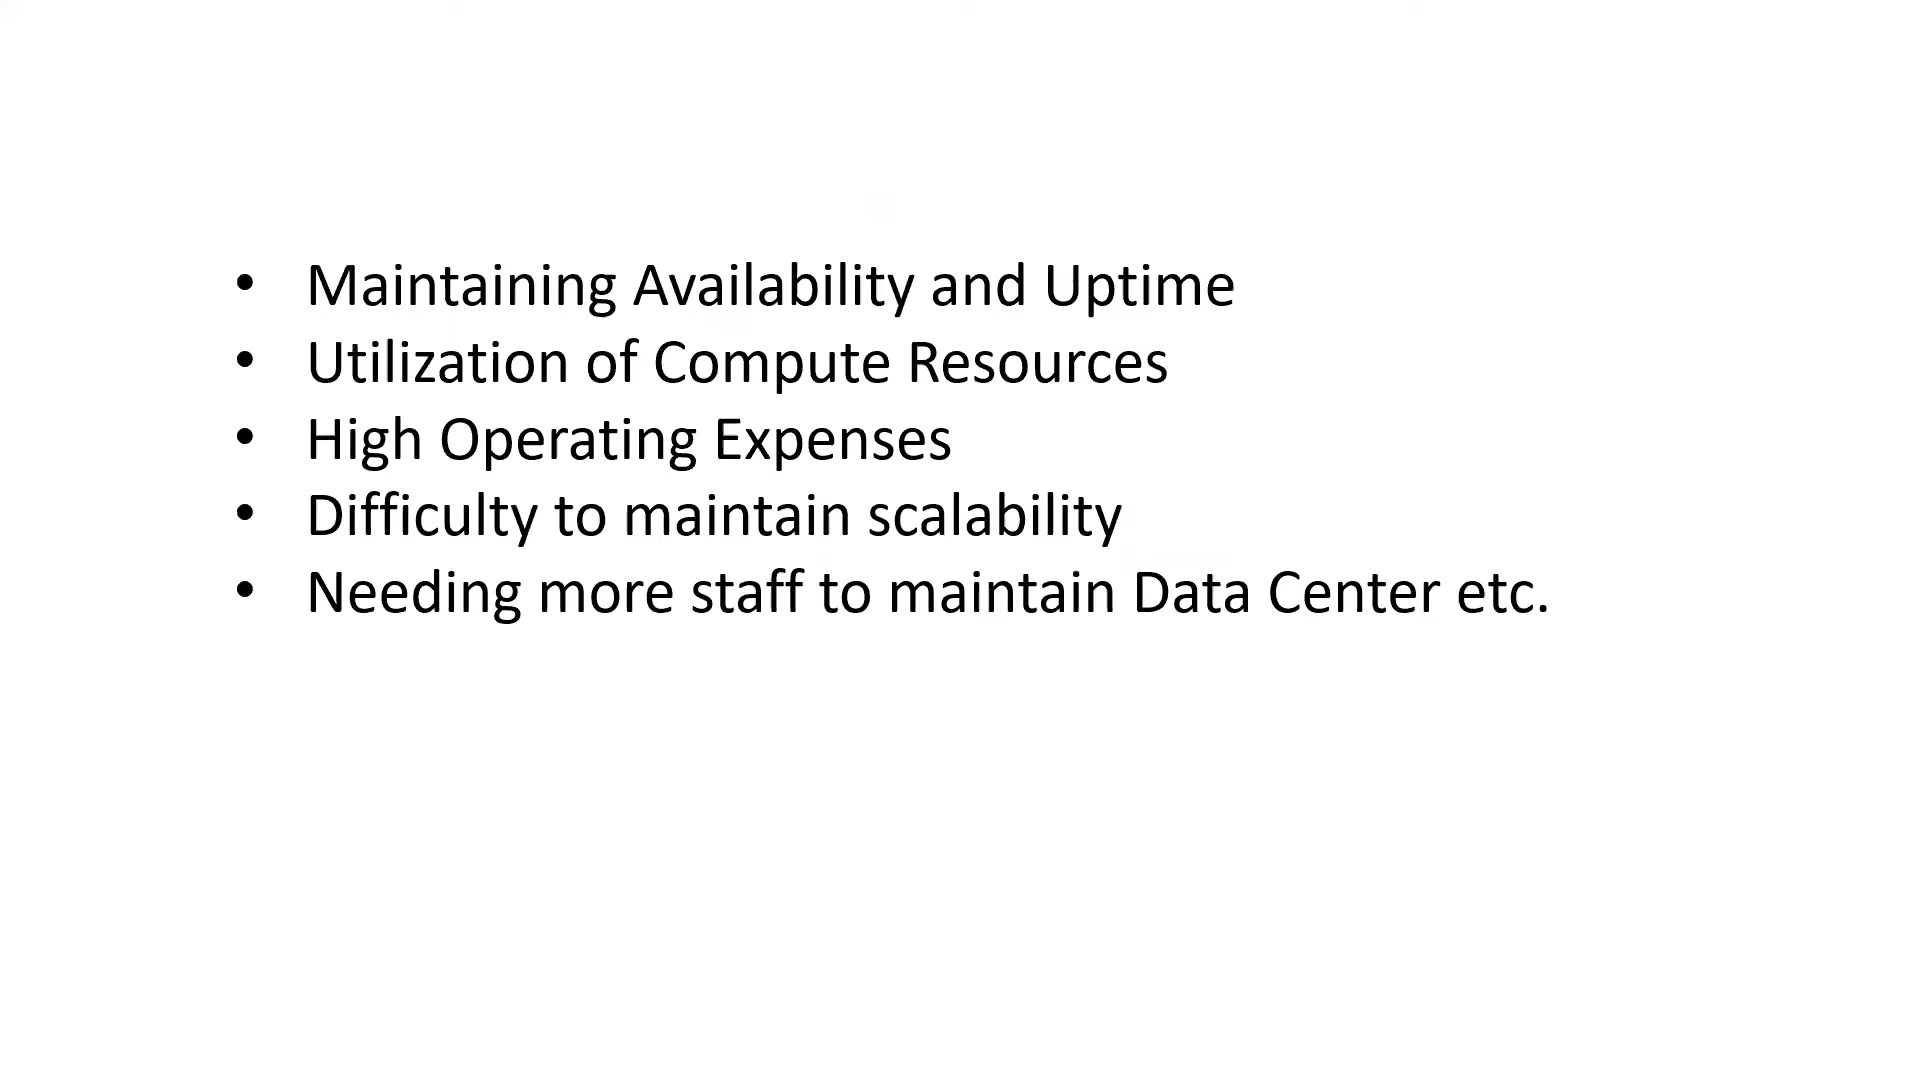 • Maintaining Availability and Uptime
• Utilization of Compute Resources
• High Operating Expenses
• Difficulty to maintain scalability
• Needing more staff to maintain Data Center etc.